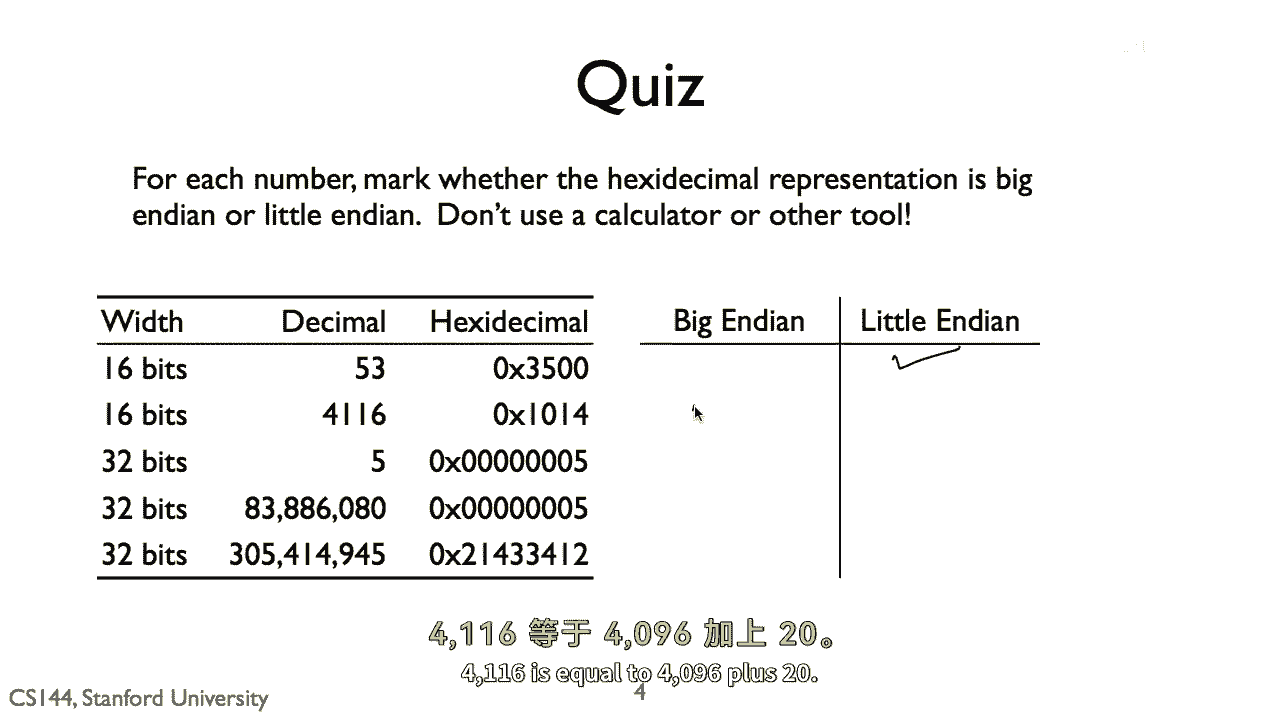 Quiz
For each number, mark whether the hexidecimal representation is big
endian or little endian. Don't use a calculator or other tool!
Width Decimal Hexidecimal Big Endian Little Endian
16 bits 53 0x3500
16 bits 4116 0x1014
32 bits 5 0x00000005
32 bits 83,886,080 0x00000005
32 bits 305,414,945 0x21433412
4,116 等于 4,096 加上 20。
4,116 is equal to 4,096 plus 20.
CS144, Stanford University 4